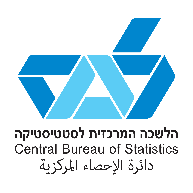 הלשכה המרכזית לסטטיסטיקה
Central Bureau of Statistics
دائرة الإحصاء المركزية